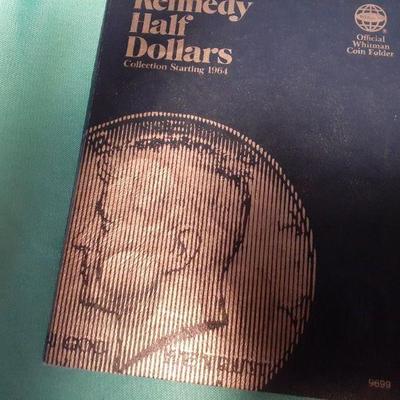 Kennedy
Half
Dollars
Collection Starting 1964
Official
Whitman
Coin Folder
9699